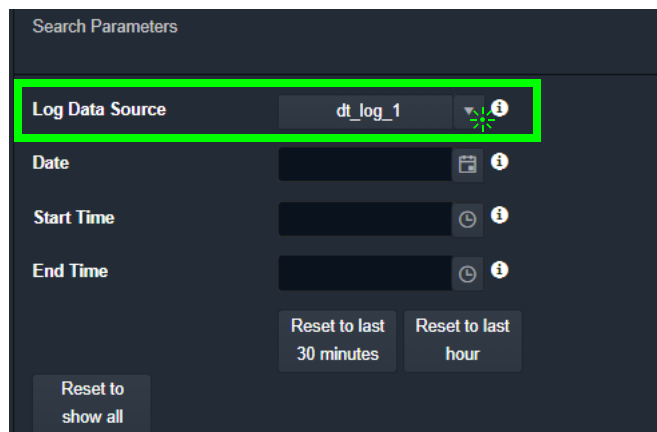 Search Parameters
Log Data Source dt_log_1
Date
Start Time
End Time
Reset to last 30 minutes
Reset to last hour
Reset to show all